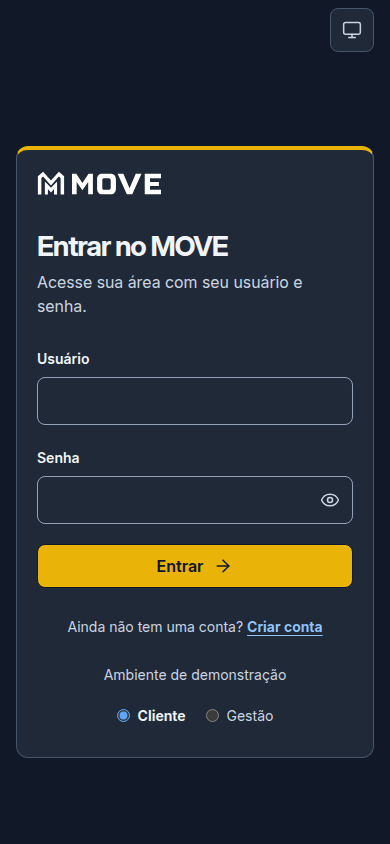 MOVE
Entrar no MOVE
Acesse sua área com seu usuário e
senha.
Usuário
Senha
Entrar
Ainda não tem uma conta? Criar conta
Ambiente de demonstração
Cliente
Gestão